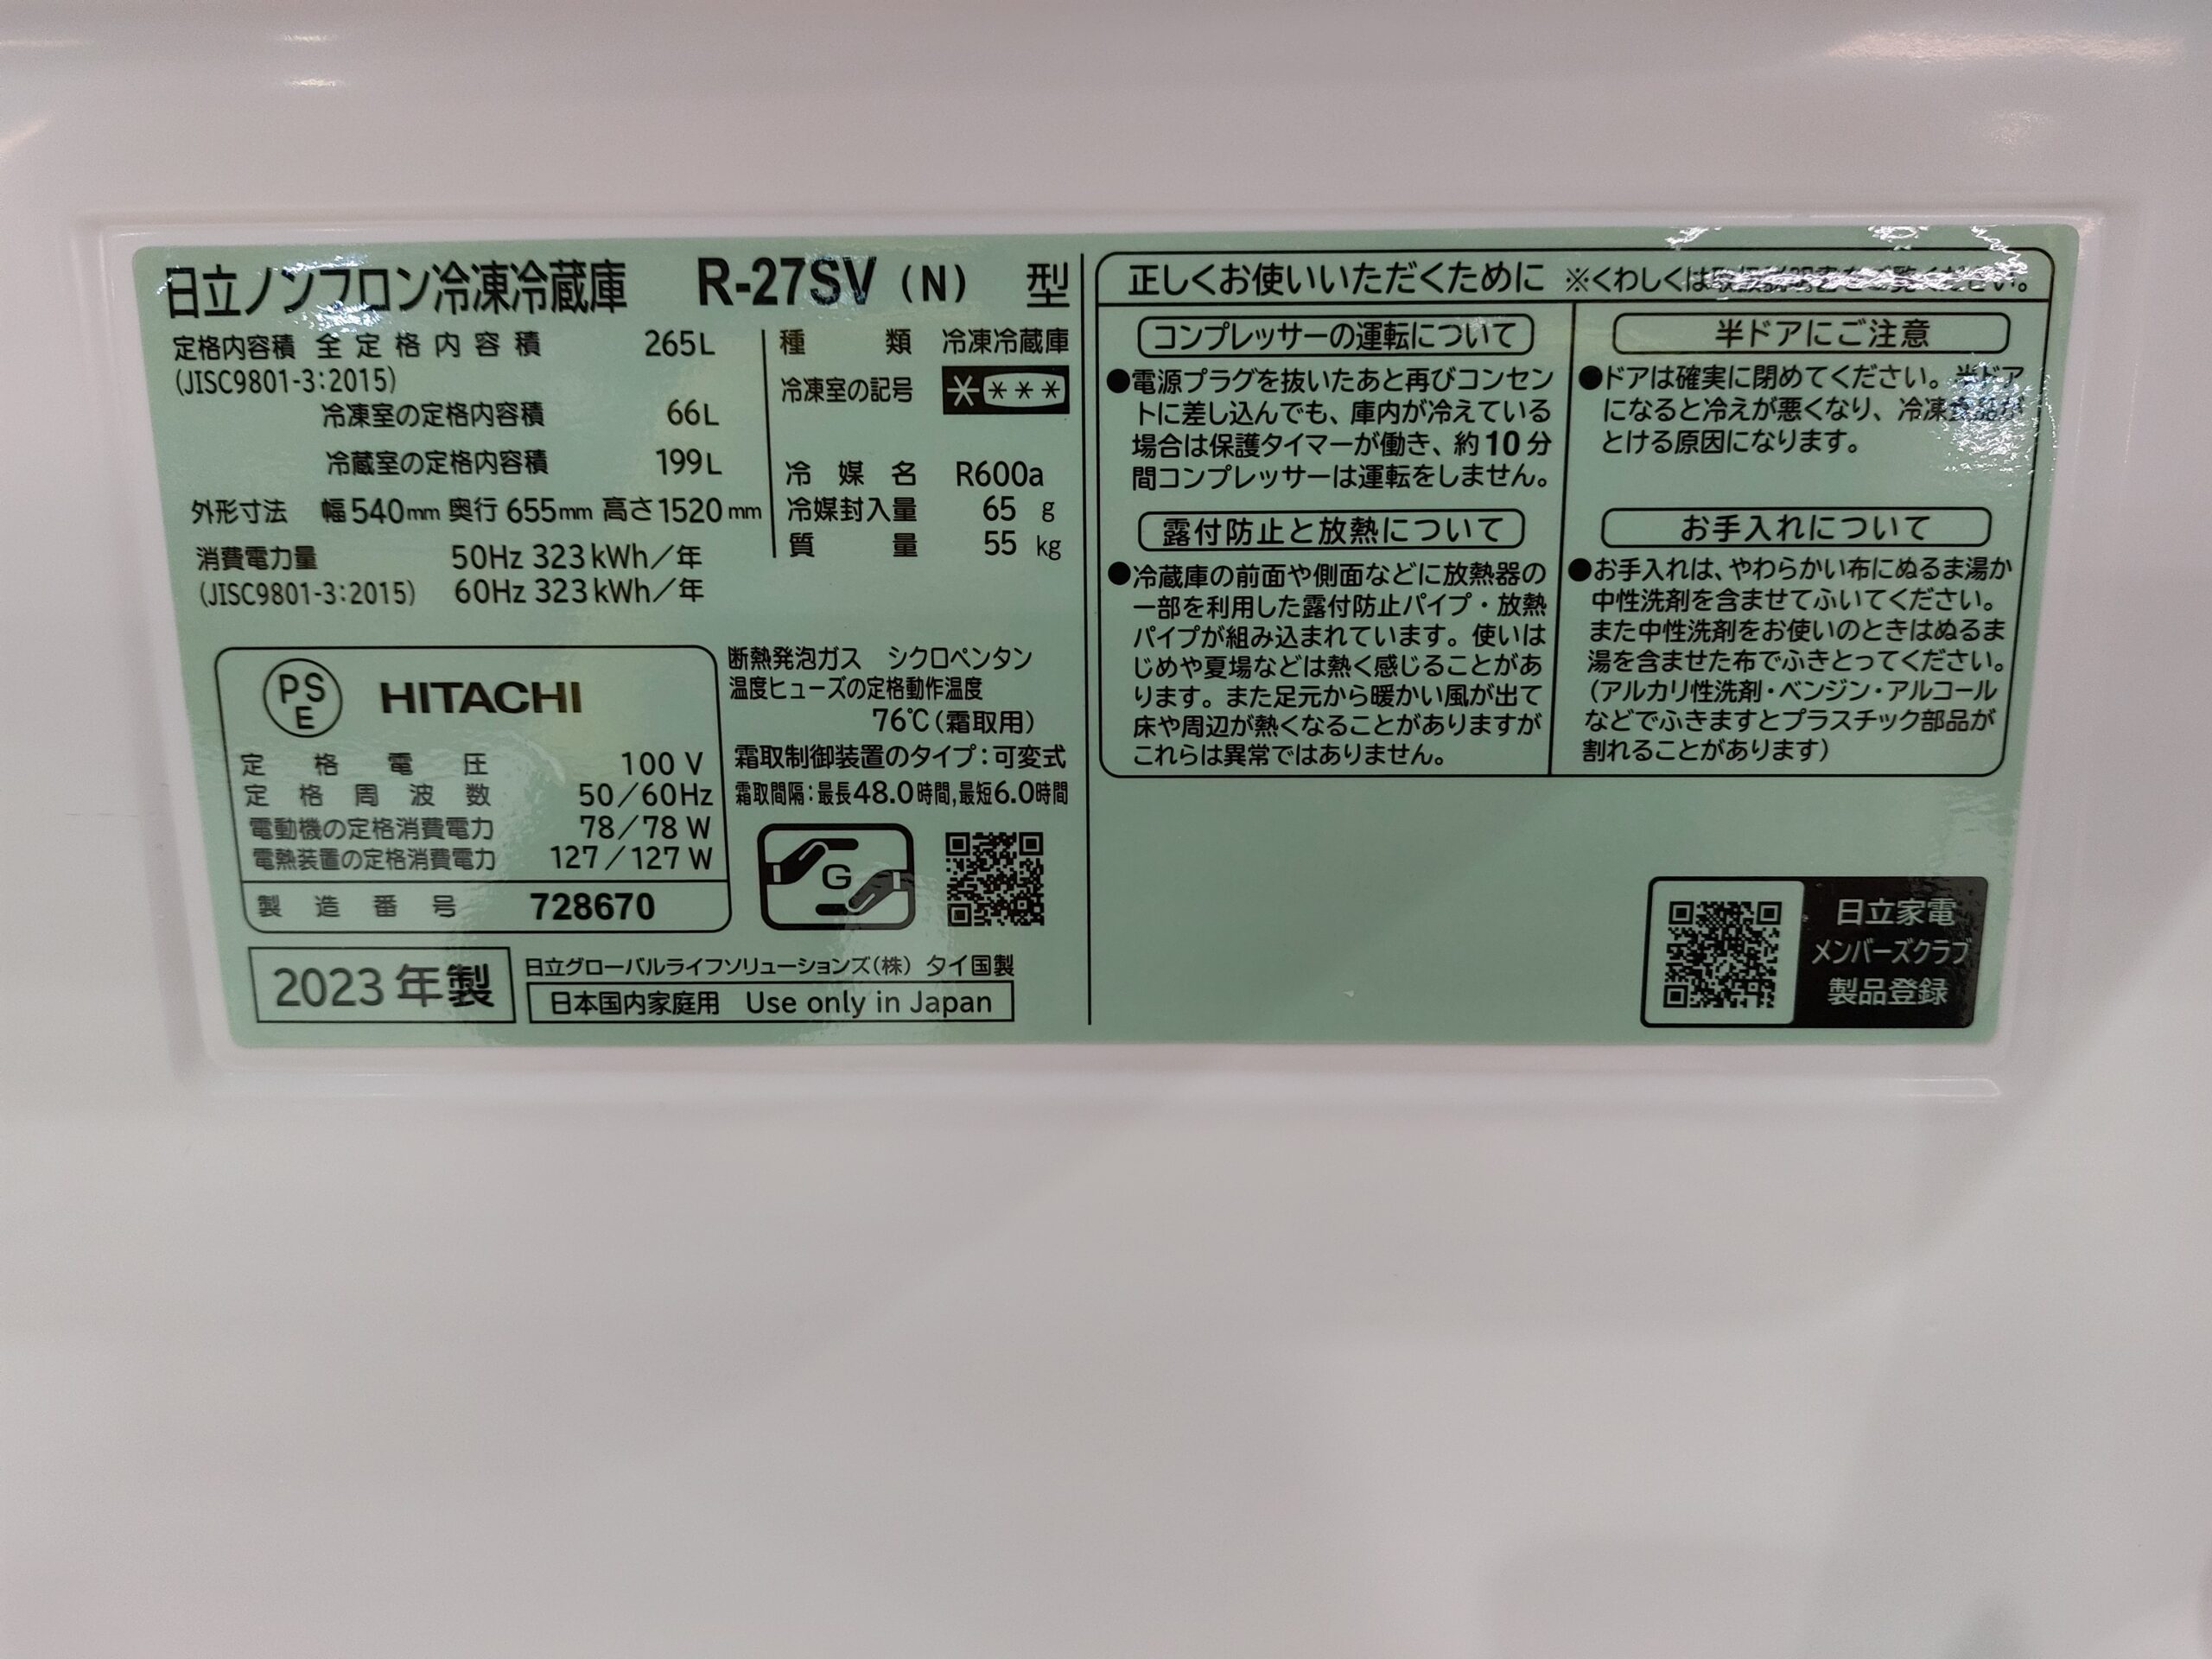 日立ノンフロン冷凍冷蔵庫 R-27SV (N) 型
定格内容積 全定格内容積 265L
(JISC9801-3:2015)
冷凍室の定格内容積 66L
冷蔵室の定格内容積 199L
外形寸法 幅540mm 奥行655mm 高さ1520mm
消費電力量 50Hz 323kWh/年
(JISC9801-3:2015) 60Hz 323kWh/年
種類 冷凍冷蔵庫
冷凍室の記号 ****
冷媒名 R600a
冷媒封入量 65 g
質量 55 kg
PS
E
HITACHI
定格電圧 100V
定格周波数 50/60Hz
電動機の定格消費電力 78/78W
電熱装置の定格消費電力 127/127W
製造番号 728670
断熱発泡ガス シクロペンタン
温度ヒューズの定格動作温度
76℃(霜取用)
霜取制御装置のタイプ:可変式
霜取間隔:最長48.0時間,最短6.0時間
G
2023年製
日立グローバルライフソリューションズ(株) タイ国製
日本国内家庭用 Use only in Japan
正しくお使いいただくために ※くわしくは取扱説明書をご覧ください。
コンプレッサーの運転について
●電源プラグを抜いたあと再びコンセン
トに差し込んでも、庫内が冷えている
場合は保護タイマーが働き、約10分
間コンプレッサーは運転をしません。
露付防止と放熱について
●冷蔵庫の前面や側面などに放熱器の
一部を利用した露付防止パイプ・放熱
パイプが組み込まれています。使いは
じめや夏場などは熱く感じることがあ
ります。また足元から暖かい風が出て
床や周辺が熱くなることがありますが
これらは異常ではありません。
半ドアにご注意
●ドアは確実に閉めてください。半ドア
になると冷えが悪くなり、冷凍食品が
とける原因になります。
お手入れについて
●お手入れは、やわらかい布にぬるま湯か
中性洗剤を含ませてふいてください。
また中性洗剤をお使いのときはぬるま
湯を含ませた布でふきとってください。
(アルカリ性洗剤・ベンジン・アルコール
などでふきますとプラスチック部品が
割れることがあります)
日立家電
メンバーズクラブ
製品登録